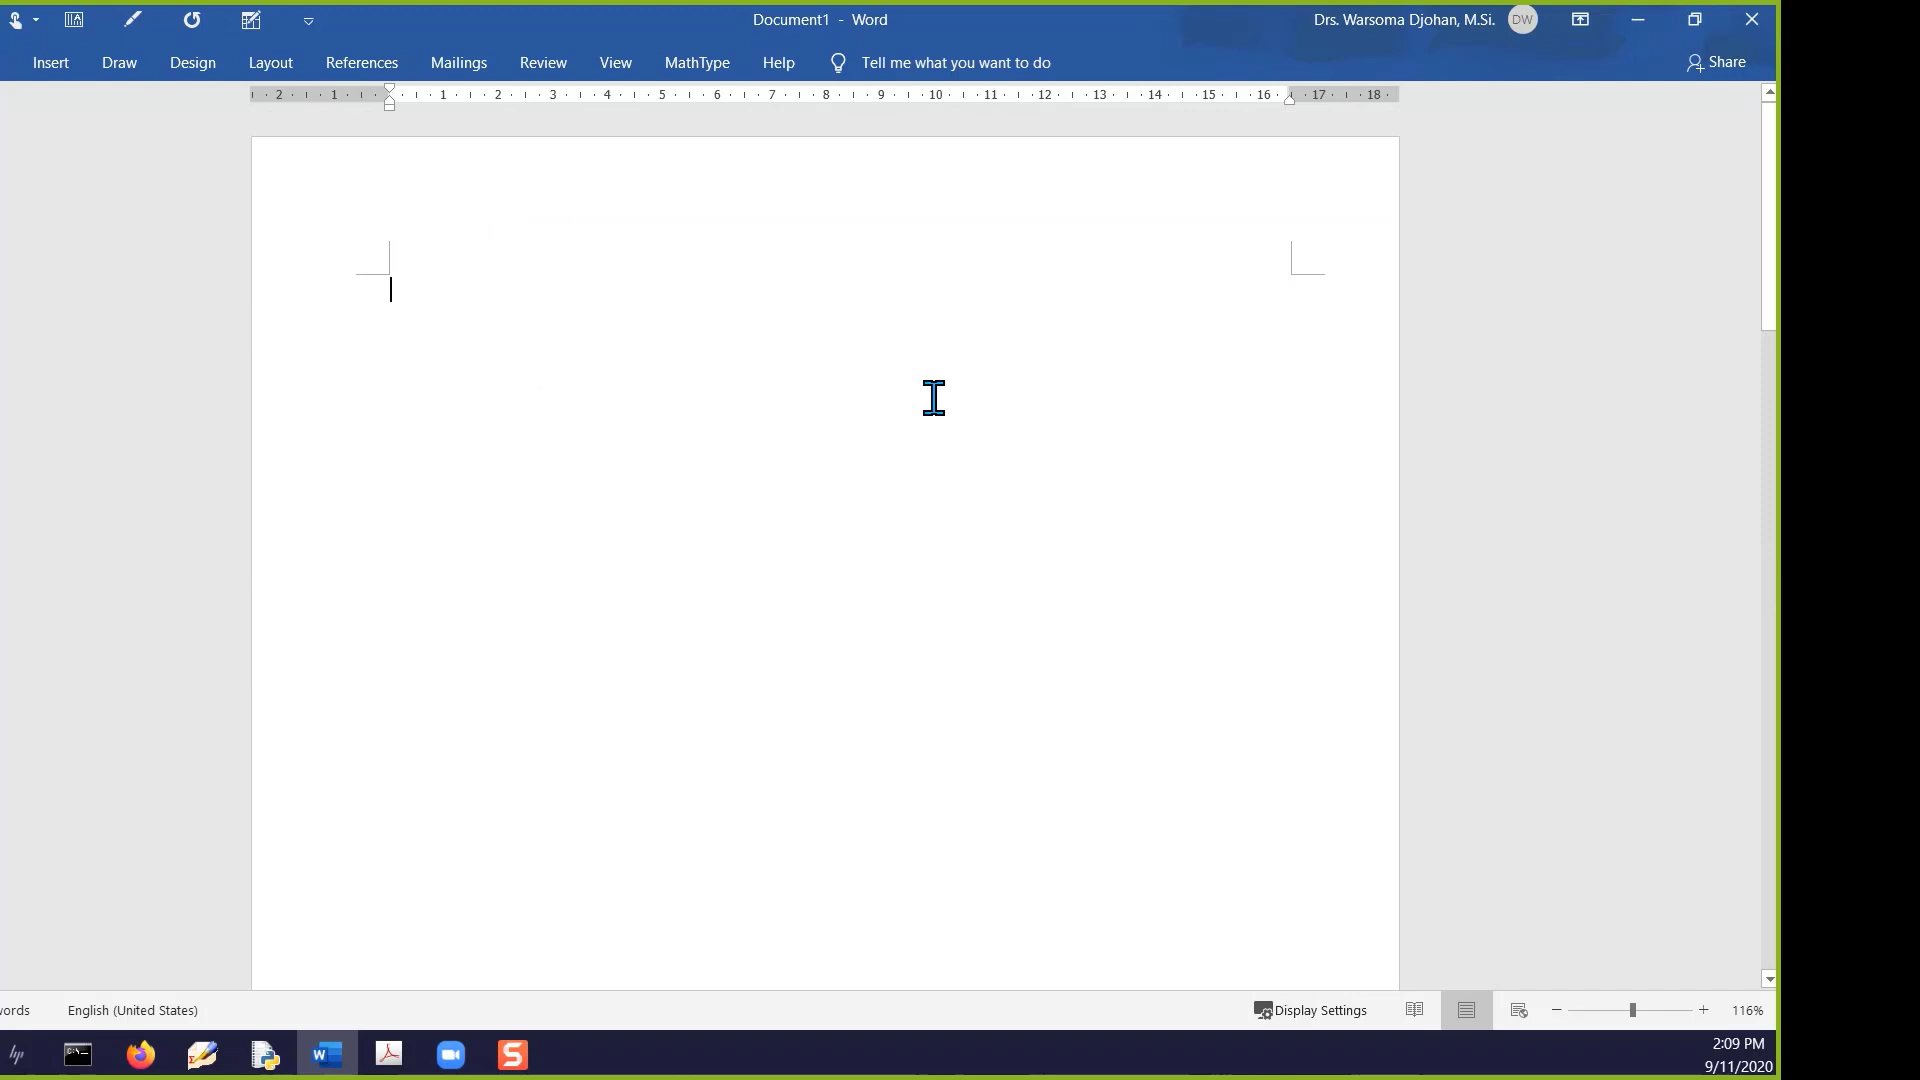 Document1 - Word
Drs. Warsoma Djohan, M.Si.
DW
Insert Draw Design Layout References Mailings Review View MathType Help Tell me what you want to do
Share
2 1 1 2 3 4 5 6 7 8 9 10 11 12 13 14 15 16 17 18
words English (United States)
Display Settings
116%
2:09 PM
9/11/2020